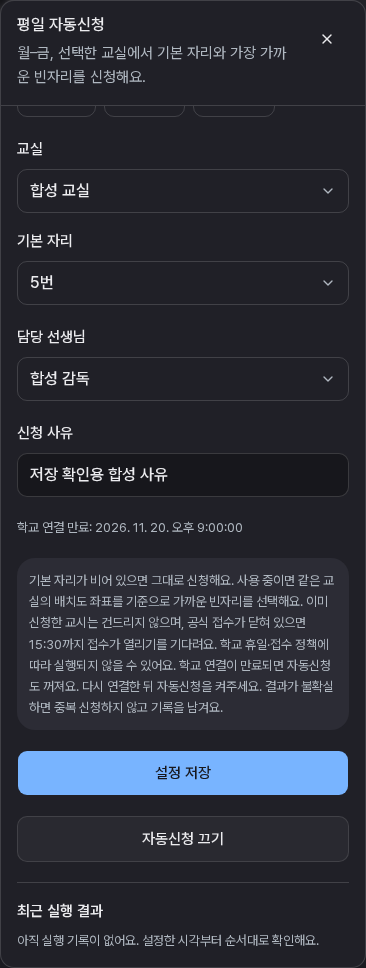 평일 자동신청
월–금, 선택한 교실에서 기본 자리와 가장 가까
운 빈자리를 신청해요.
교실
합성 교실
기본 자리
5번
담당 선생님
합성 감독
신청 사유
저장 확인용 합성 사유
학교 연결 만료: 2026. 11. 20. 오후 9:00:00
기본 자리가 비어 있으면 그대로 신청해요. 사용 중이면 같은 교
실의 배치도 좌표를 기준으로 가까운 빈자리를 선택해요. 이미
신청한 교시는 건드리지 않으며, 공식 접수가 닫혀 있으면
15:30까지 접수가 열리기를 기다려요. 학교 휴일·접수 정책에
따라 실행되지 않을 수 있어요. 학교 연결이 만료되면 자동신청
도 꺼져요. 다시 연결한 뒤 자동신청을 켜주세요. 결과가 불확실
하면 중복 신청하지 않고 기록을 남겨요.
설정 저장
자동신청 끄기
최근 실행 결과
아직 실행 기록이 없어요. 설정한 시각부터 순서대로 확인해요.